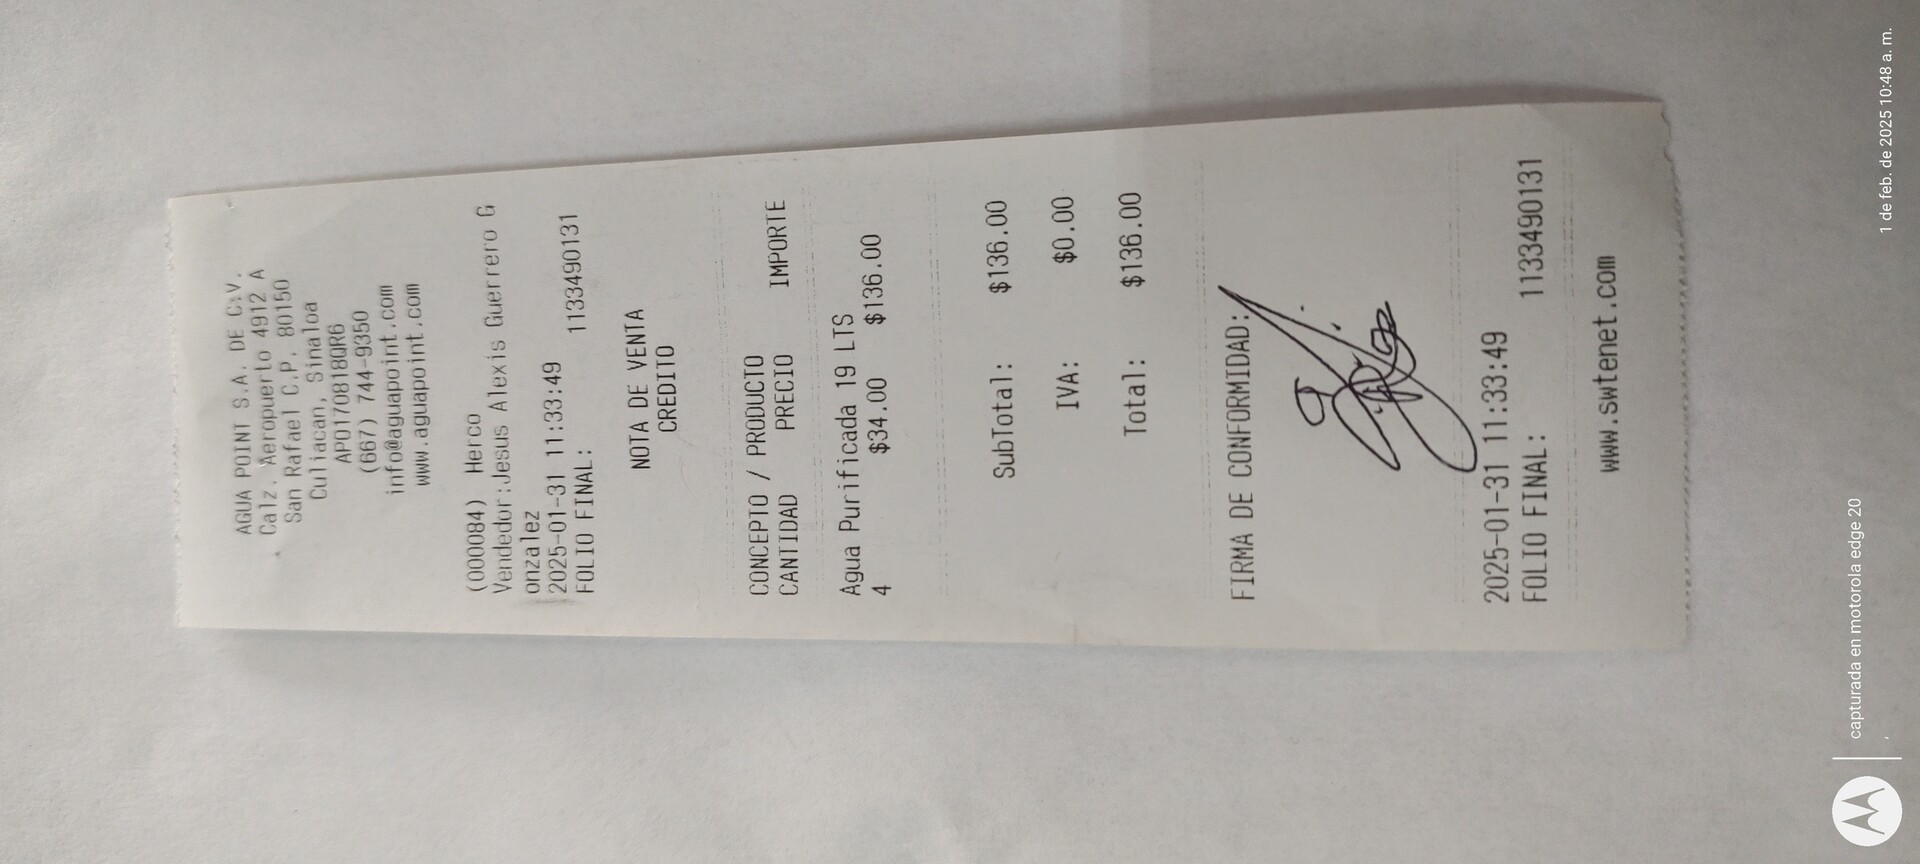 AGUA POINT S.A. DE C.V.
Calz. Aeropuerto 4912 A
San Rafael C.P. 80150
Culiacan, Sinaloa
APO170818QR6
(667) 744-9350
info@aguapoint.com
www.aguapoint.com
(000084) Herco
Vendedor:Jesus Alexis Guerrero G
onzalez
2025-01-31 11:33:49
FOLIO FINAL: 1133490131
NOTA DE VENTA
CREDITO
CONCEPTO / PRODUCTO
CANTIDAD PRECIO IMPORTE
Agua Purificada 19 LTS
4 $34.00 $136.00
SubTotal: $136.00
IVA: $0.00
Total: $136.00
FIRMA DE CONFORMIDAD:
2025-01-31 11:33:49
FOLIO FINAL: 1133490131
www.swtenet.com
capturada en motorola edge 20
1 de feb. de 2025 10:48 a. m.